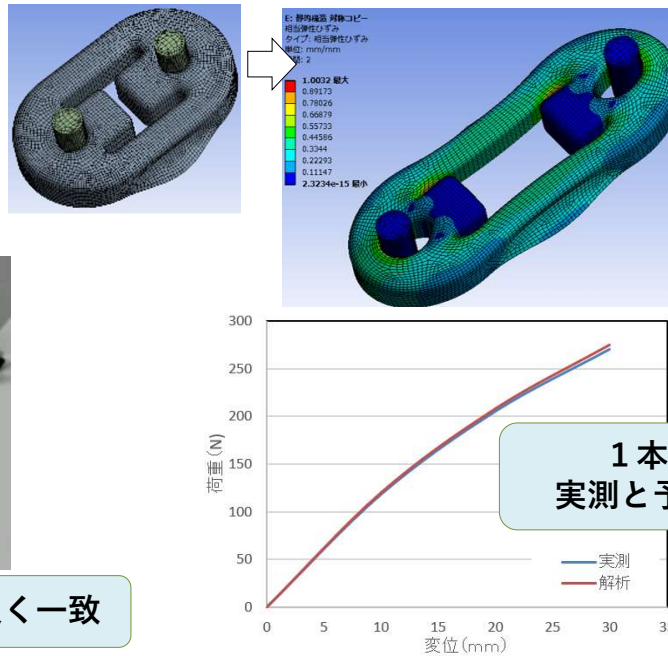 E: 静的構造 対称コピー
相当弾性ひずみ
タイプ: 相当弾性ひずみ
単位: mm/mm
: 2
1.0032 最大
0.89173
0.78026
0.66879
0.55733
0.44586
0.3344
0.22293
0.11147
2.3234e-15 最小
300
250
200
150
100
50
0
荷重(N)
0 5 10 15 20 25 30 35
変位(mm)
実測
解析
1本
実測と予
く一致